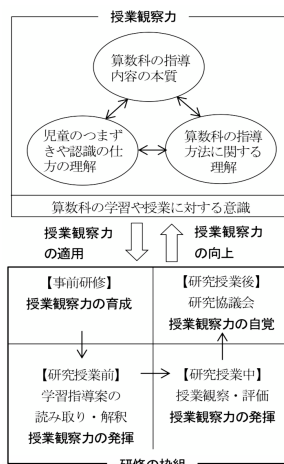 授業観察力
算数科の指導
内容の本質
児童のつまず
きや認識の仕
方の理解
算数科の指導
方法に関する
理解
算数科の学習や授業に対する意識
授業観察力
の適用
授業観察力
の向上
【事前研修】
授業観察力の育成
【研究授業後】
研究協議会
授業観察力の自覚
【研究授業前】
学習指導案の
読み取り・解釈
授業観察力の発揮
【研究授業中】
授業観察・評価
授業観察力の発揮
研修の枠組